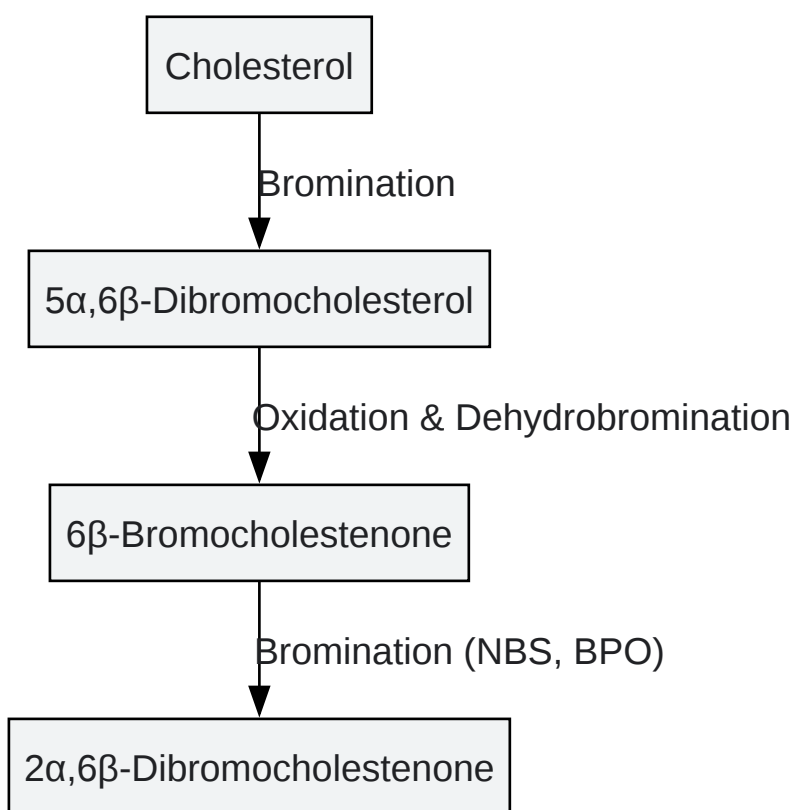 Cholesterol
Bromination
5α,6β-Dibromocholesterol
Oxidation & Dehydrobromination
6β-Bromocholestenone
Bromination (NBS, BPO)
2α,6β-Dibromocholestenone